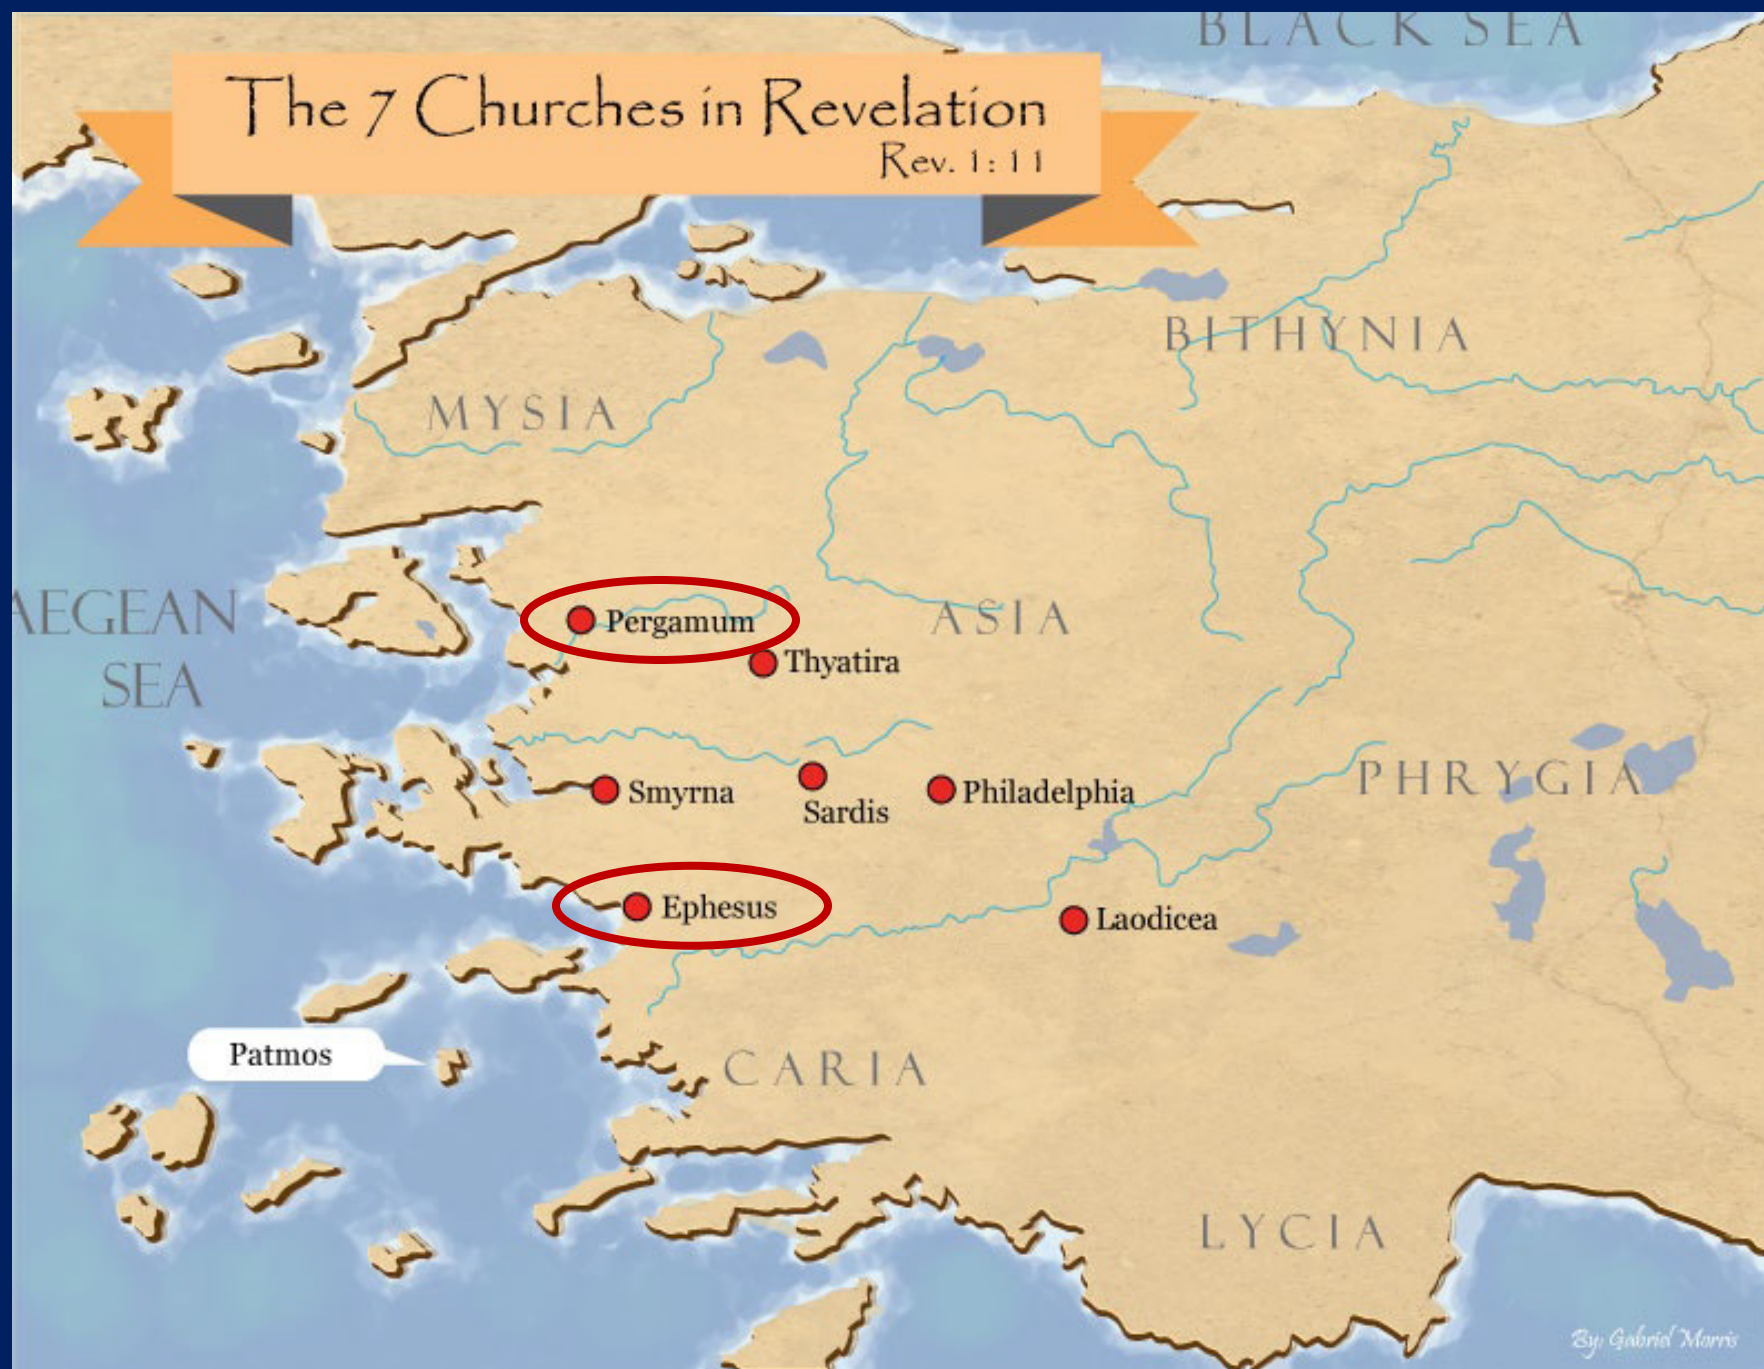 BLACK SEA
The 7 Churches in Revelation
Rev. 1:11
BITHYNIA
MYSIA
AEGEAN
SEA
Pergamum
ASIA
Thyatira
PHRYGIA
Smyrna
Sardis
Philadelphia
Ephesus
Laodicea
Patmos
CARIA
LYCIA
By: Gabriel Morris